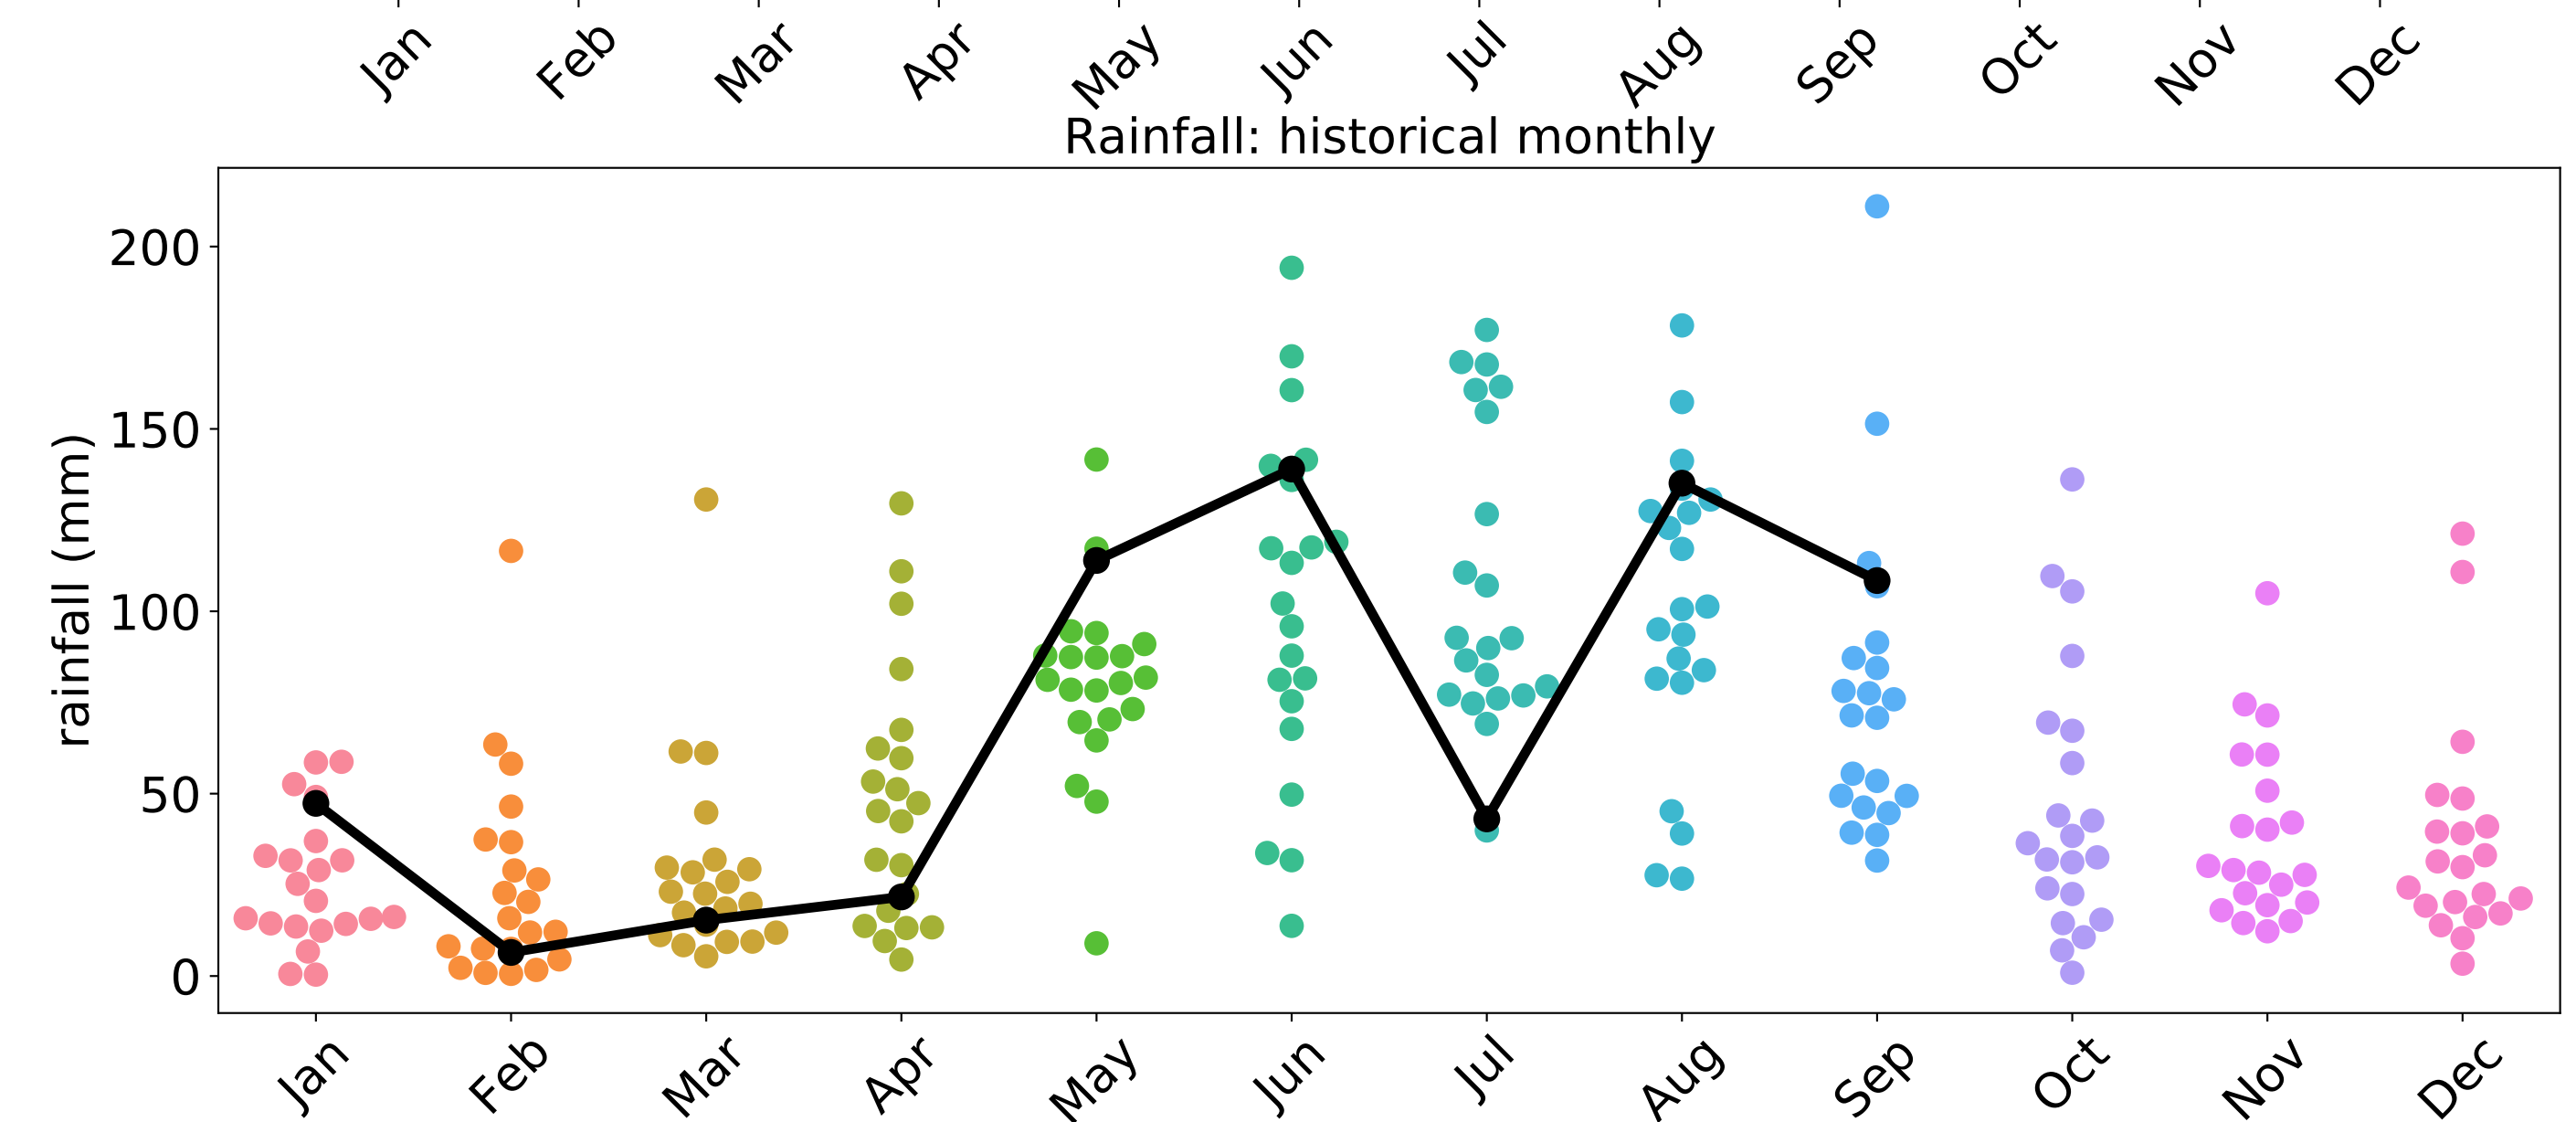 Jan Feb Mar Apr May Jun Jul Aug Sep Oct Nov Dec
Rainfall: historical monthly
rainfall (mm)
200
150
100
50
0
Jan Feb Mar Apr May Jun Jul Aug Sep Oct Nov Dec